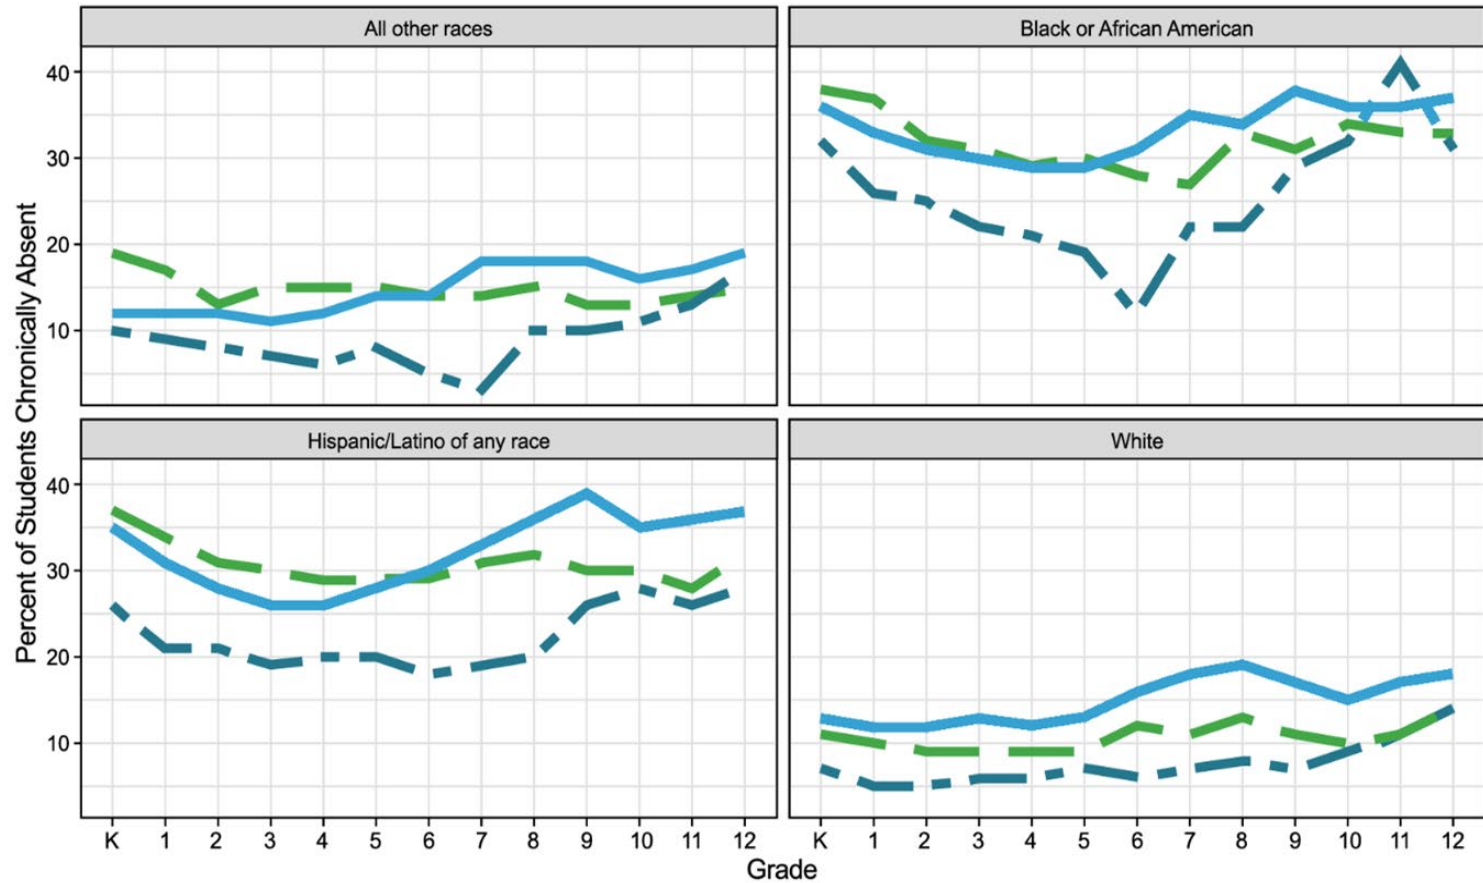 All other races
Black or African American
Percent of Students Chronically Absent
40
30
20
10
Hispanic/Latino of any race
White
40
30
20
10
K 1 2 3 4 5 6 7 8 9 10 11 12
K 1 2 3 4 5 6 7 8 9 10 11 12
Grade